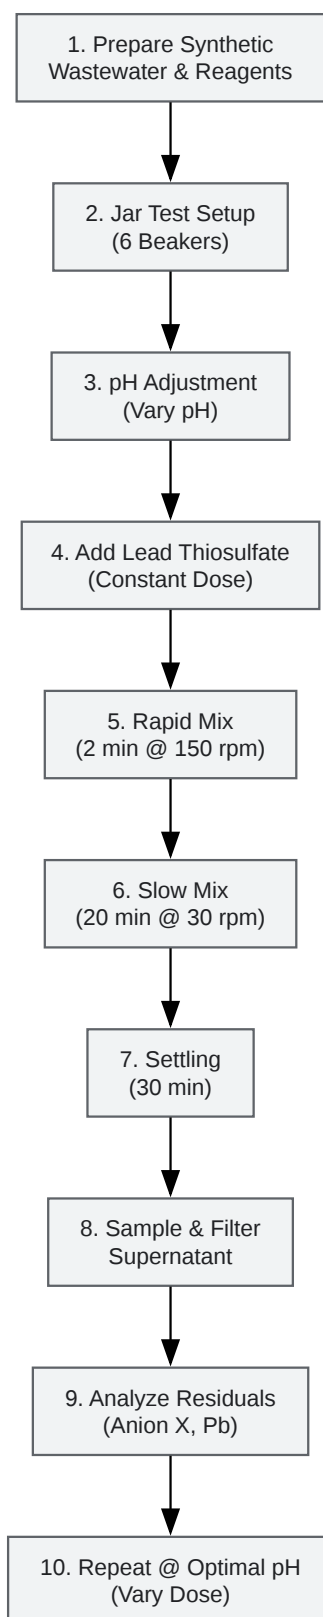 1. Prepare Synthetic
Wastewater & Reagents
2. Jar Test Setup
(6 Beakers)
3. pH Adjustment
(Vary pH)
4. Add Lead Thiosulfate
(Constant Dose)
5. Rapid Mix
(2 min @ 150 rpm)
6. Slow Mix
(20 min @ 30 rpm)
7. Settling
(30 min)
8. Sample & Filter
Supernatant
9. Analyze Residuals
(Anion X, Pb)
10. Repeat @ Optimal pH
(Vary Dose)